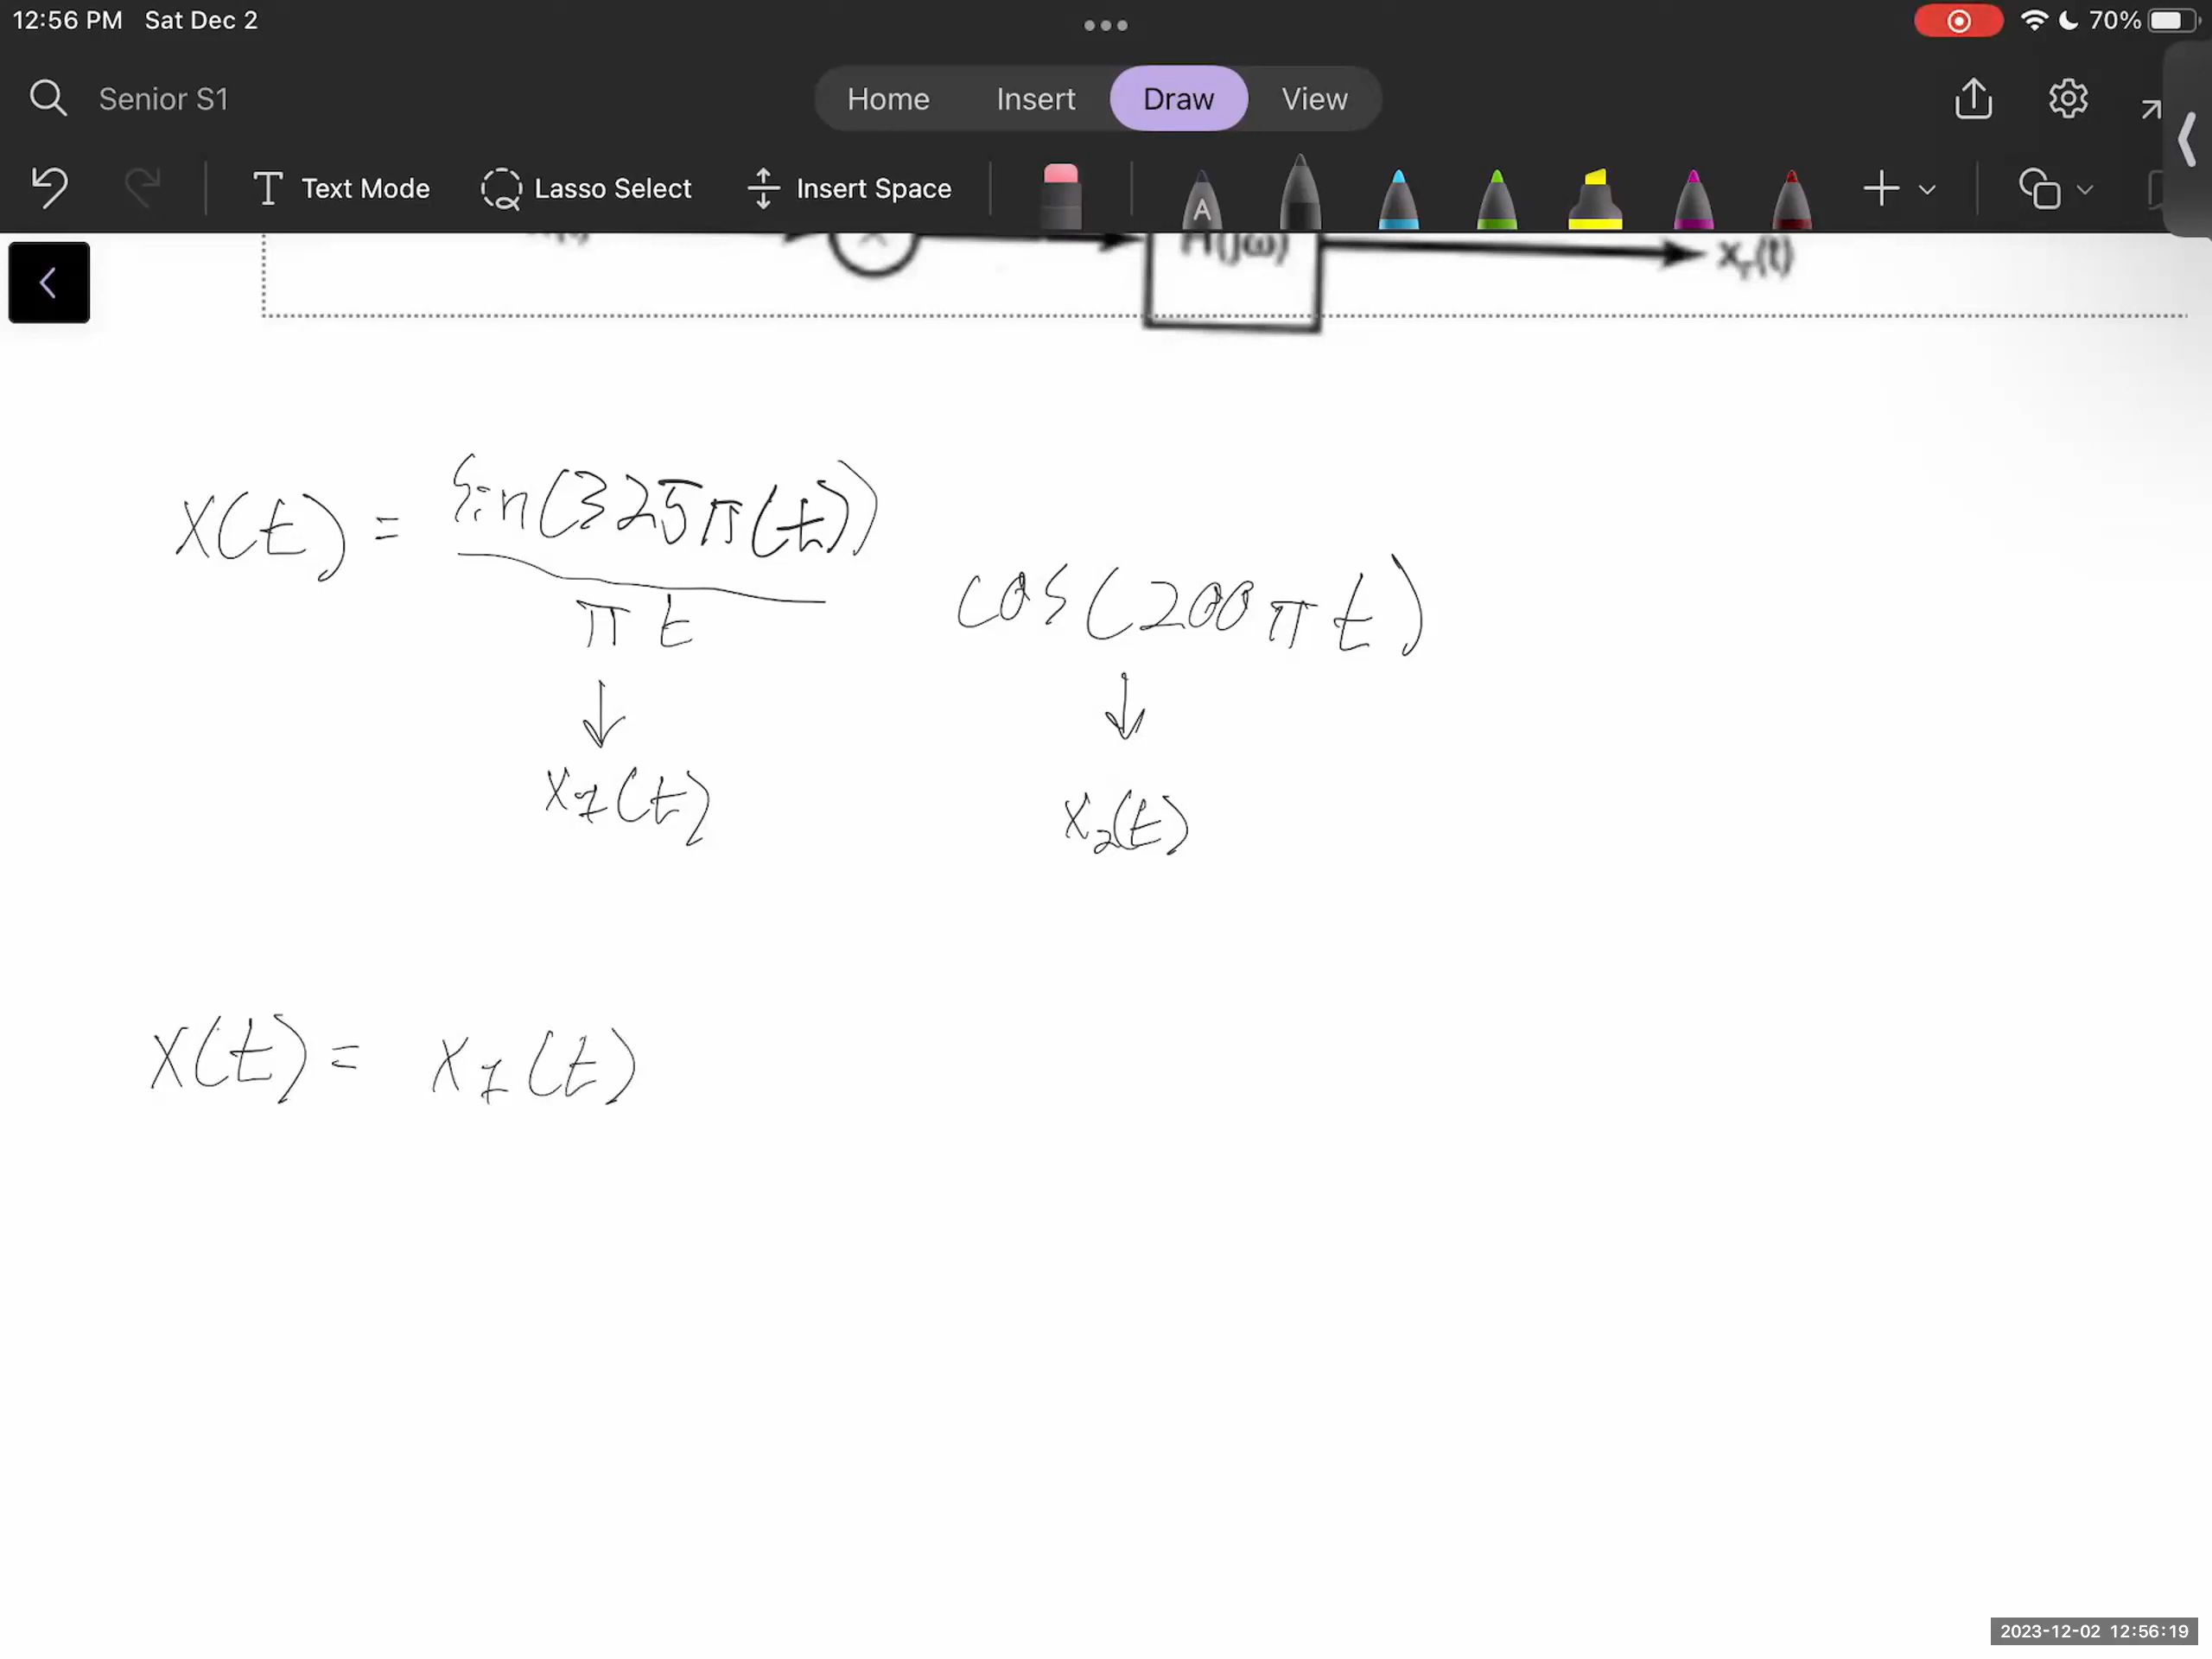 12:56 PM Sat Dec 2
70%
Senior S1
Home Insert Draw View
Text Mode Lasso Select Insert Space
A
H(jω) xr(t)
x(t) = sin(325π(t)) / πt cos(200πt)
x1(t) x2(t)
x(t) = x1(t)
2023-12-02 12:56:19